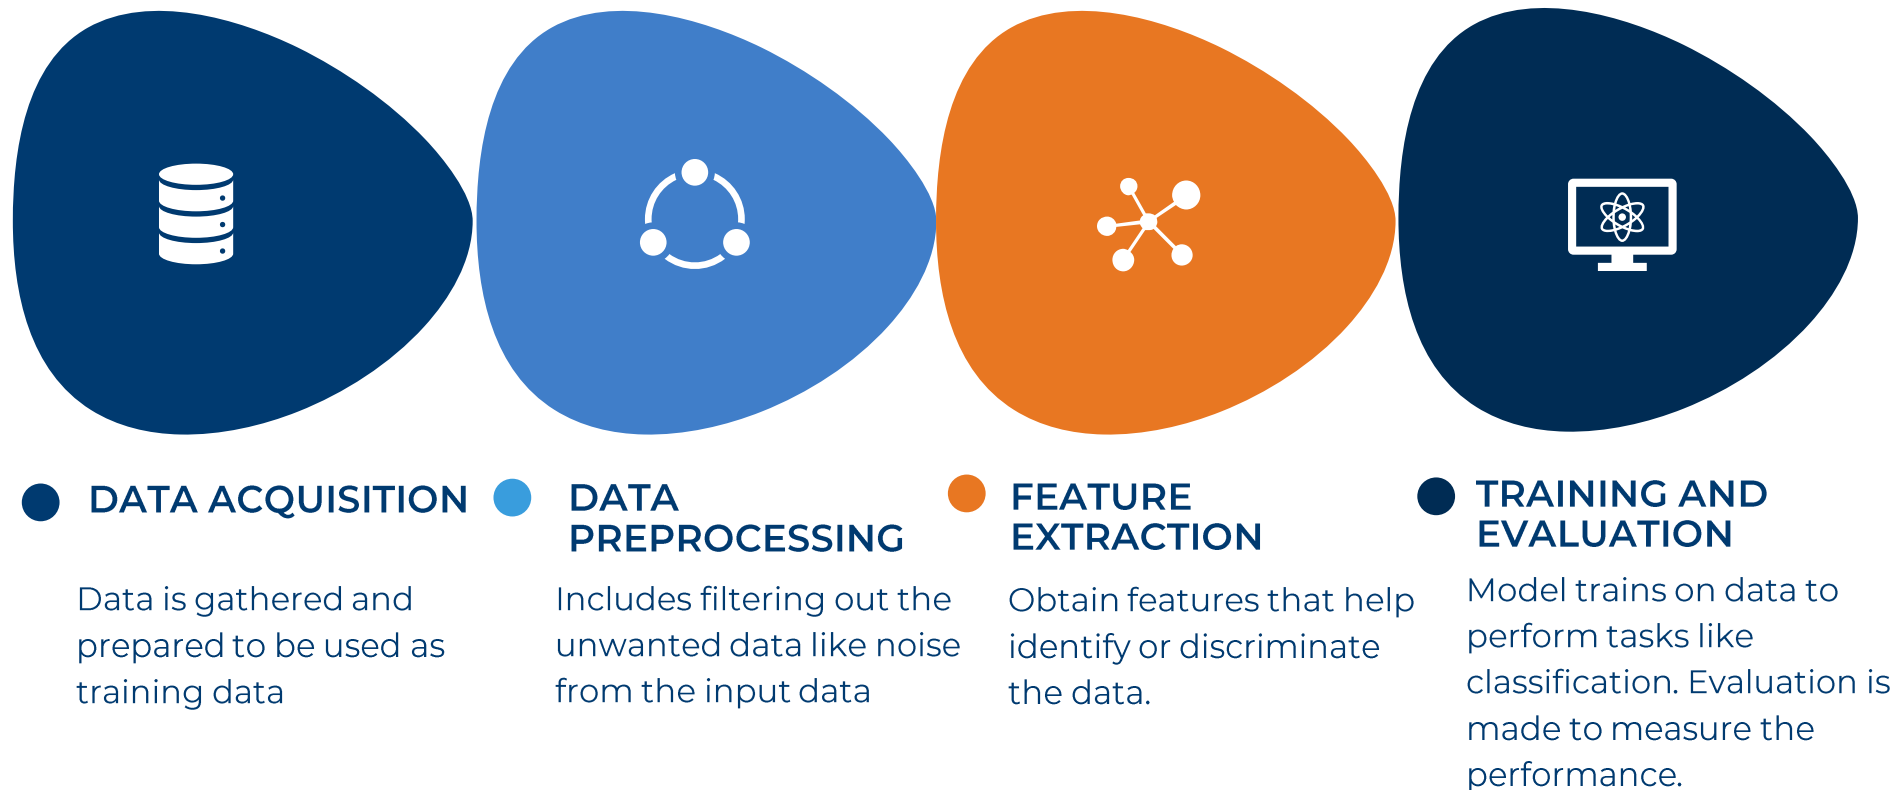 DATA ACQUISITION
Data is gathered and
prepared to be used as
training data
DATA
PREPROCESSING
Includes filtering out the
unwanted data like noise
from the input data
FEATURE
EXTRACTION
Obtain features that help
identify or discriminate
the data.
TRAINING AND
EVALUATION
Model trains on data to
perform tasks like
classification. Evaluation is
made to measure the
performance.